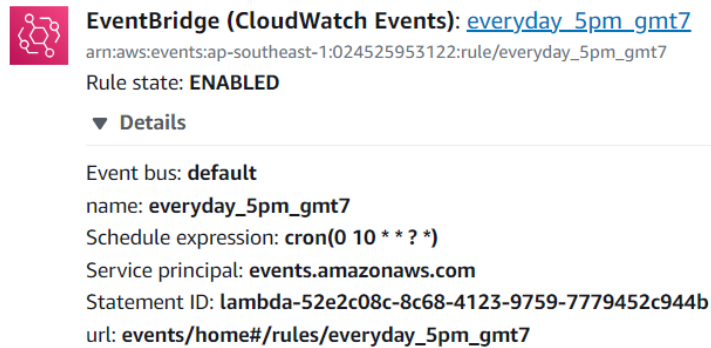 EventBridge (CloudWatch Events): everyday_5pm_gmt7
arn:aws:events:ap-southeast-1:024525953122:rule/everyday_5pm_gmt7
Rule state: ENABLED
▼ Details
Event bus: default
name: everyday_5pm_gmt7
Schedule expression: cron(0 10 * * ? *)
Service principal: events.amazonaws.com
Statement ID: lambda-52e2c08c-8c68-4123-9759-7779452c944b
url: events/home#/rules/everyday_5pm_gmt7